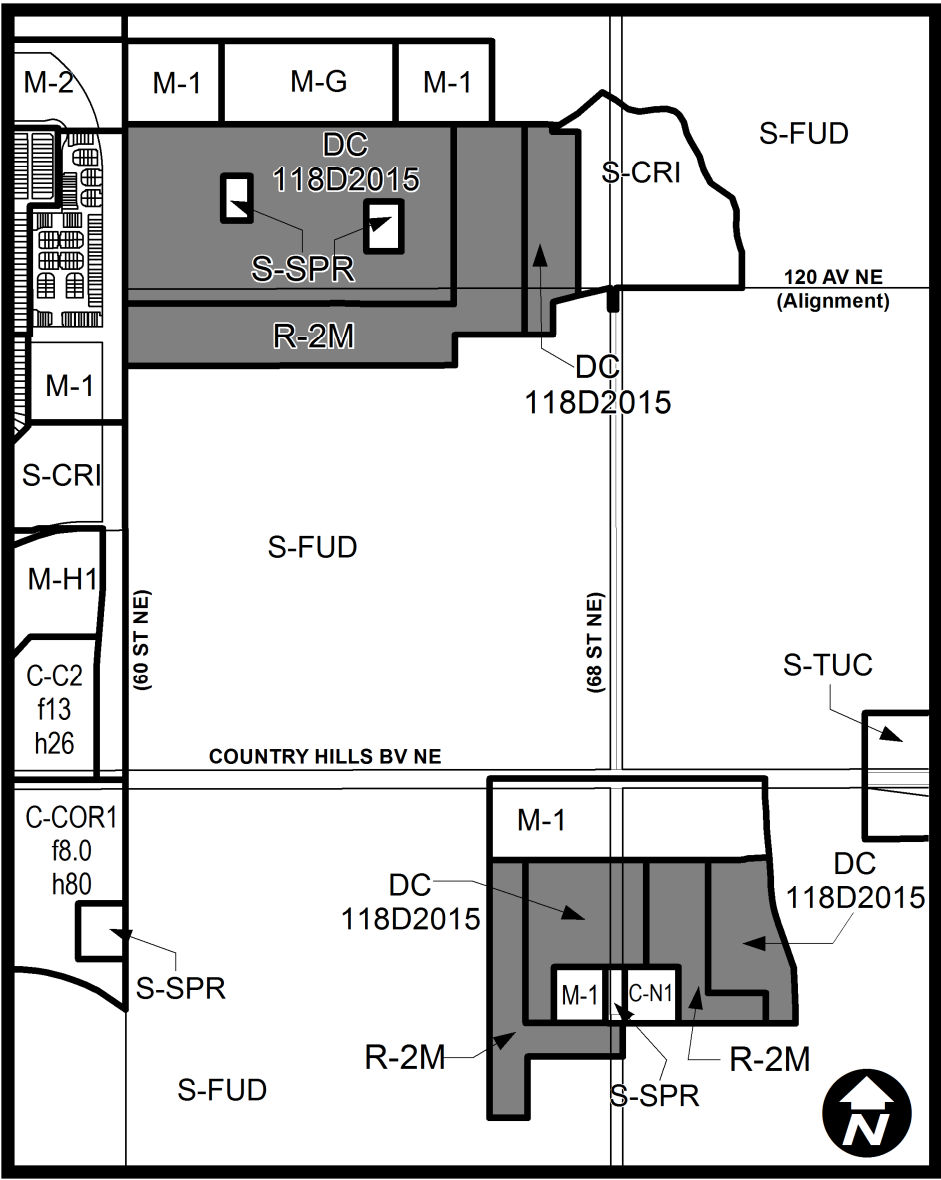 M-2
M-1
M-G
M-1
DC
118D2015
S-FUD
S-CRI
S-SPR
120 AV NE
(Alignment)
R-2M
DC
118D2015
M-1
S-CRI
S-FUD
M-H1
(60 ST NE)
(68 ST NE)
C-C2
f13
h26
S-TUC
COUNTRY HILLS BV NE
C-COR1
f8.0
h80
M-1
DC
118D2015
DC
118D2015
S-SPR
M-1
C-N1
R-2M
R-2M
S-SPR
S-FUD
N